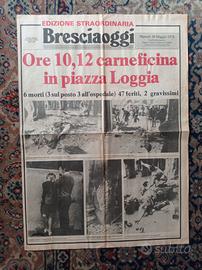 EDIZIONE STRAORDINARIA
Bresciaoggi
Ore 10,12 carneficina
in piazza Loggia
6 morti (3 sul posto 3 all'ospedale) 47 feriti, 2 gravissimi
subito